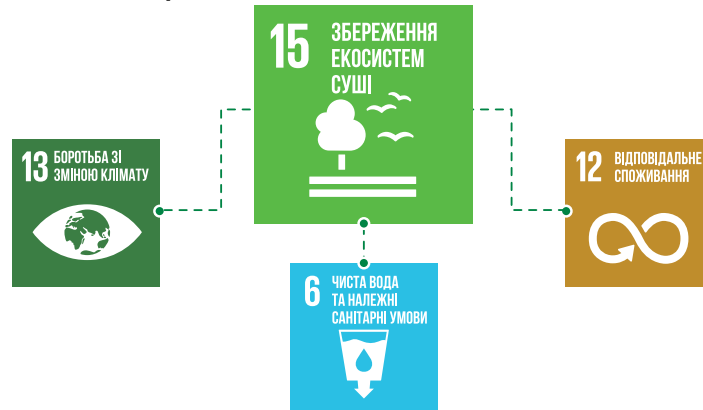 15 ЗБЕРЕЖЕННЯ
ЕКОСИСТЕМ
СУШІ
13 БОРОТЬБА ЗІ
ЗМІНОЮ КЛІМАТУ
12 ВІДПОВІДАЛЬНЕ
СПОЖИВАННЯ
6 ЧИСТА ВОДА
ТА НАЛЕЖНІ
САНІТАРНІ УМОВИ